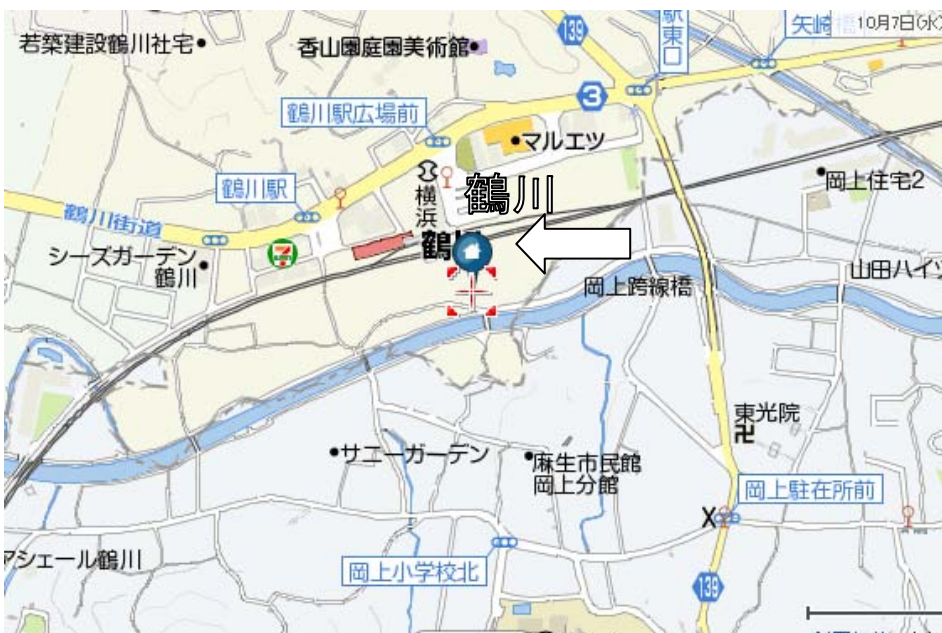 若築建設鶴川社宅
香山園庭園美術館
139
駅東口
矢崎橋
10月7日(水)
3
鶴川駅広場前
マルエツ
鶴川駅
横浜
鶴川
岡上住宅2
鶴川街道
シーズガーデン
鶴川
鶴
岡上跨線橋
山田ハイツ
東光院
卍
サニーガーデン
麻生市民館
岡上分館
岡上駐在所前
X
アシェール鶴川
岡上小学校北
139